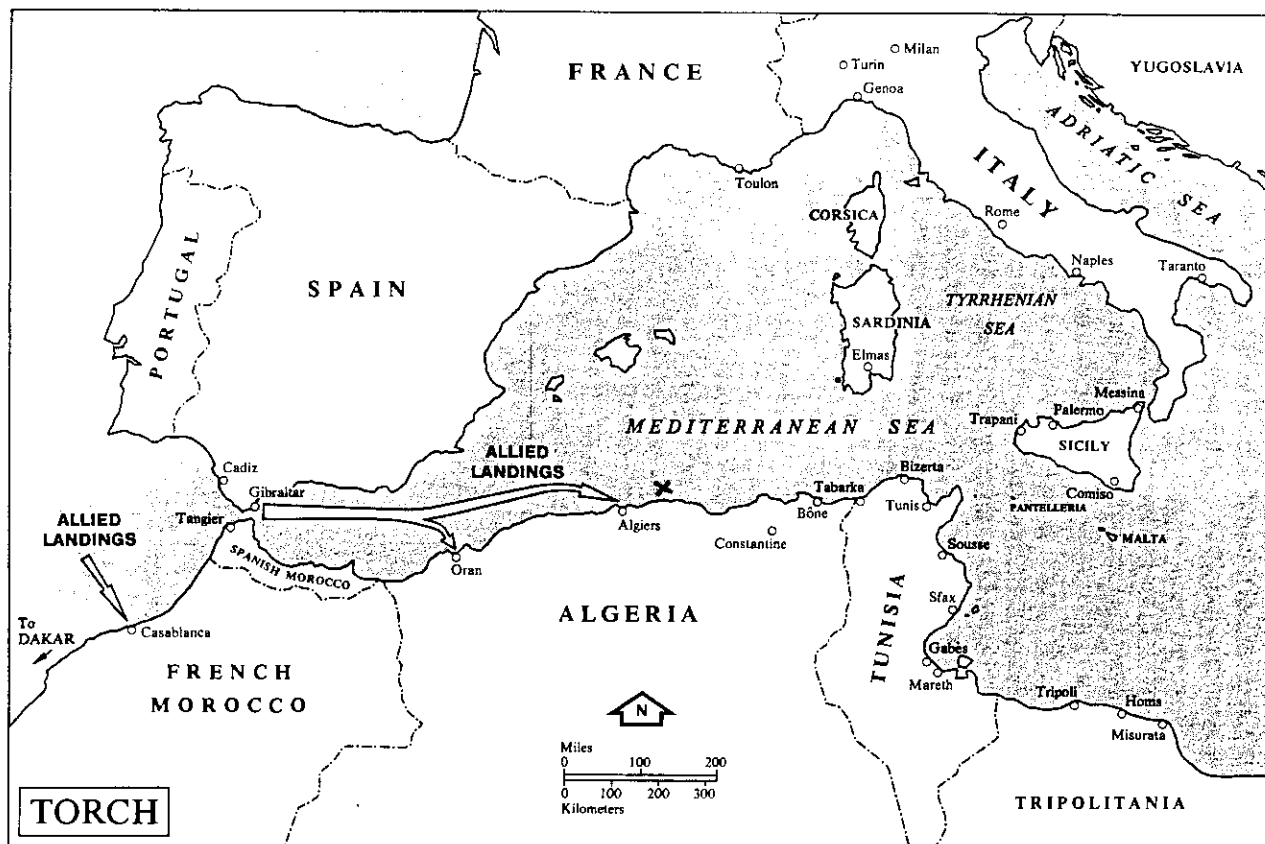 FRANCE
Milan
Turin
Genoa
YUGOSLAVIA
ADRIATIC SEA
ITALY
Toulon
CORSICA
Rome
PORTUGAL
SPAIN
Naples
Taranto
TYRRHENIAN
SEA
SARDINIA
Elmas
Messina
Palermo
Trapani
MEDITERRANEAN SEA
SICILY
ALLIED
LANDINGS
Cadiz
Gibraltar
Bizerta
Tabarka
Comiso
Tangier
Algiers
Bône
Tunis
PANTELLERIA
ALLIED
LANDINGS
Constantine
MALTA
SPANISH MOROCCO
Oran
Sousse
TUNISIA
Sfax
ALGERIA
To
DAKAR
Casablanca
FRENCH
MOROCCO
Gabès
Mareth
Tripoli
Homs
Misurata
N
Miles
0 100 200
0 100 200 300
Kilometers
TORCH
TRIPOLITANIA